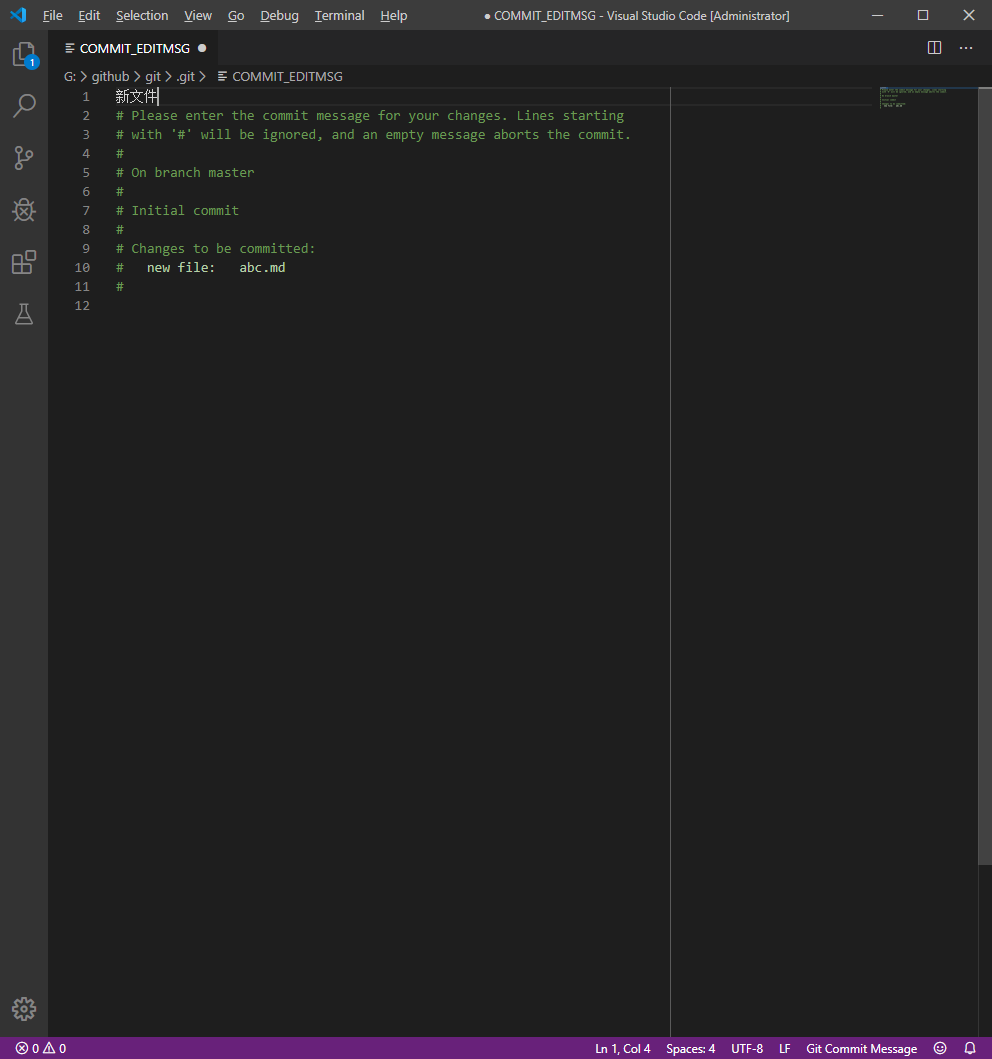 File Edit Selection View Go Debug Terminal Help ● COMMIT_EDITMSG - Visual Studio Code [Administrator]
COMMIT_EDITMSG ●
G: > github > git > .git > COMMIT_EDITMSG
1 新文件
2 # Please enter the commit message for your changes. Lines starting
3 # with '#' will be ignored, and an empty message aborts the commit.
4 #
5 # On branch master
6 #
7 # Initial commit
8 #
9 # Changes to be committed:
10 #   new file:   abc.md
11 #
12
1
0 0 Ln 1, Col 4 Spaces: 4 UTF-8 LF Git Commit Message